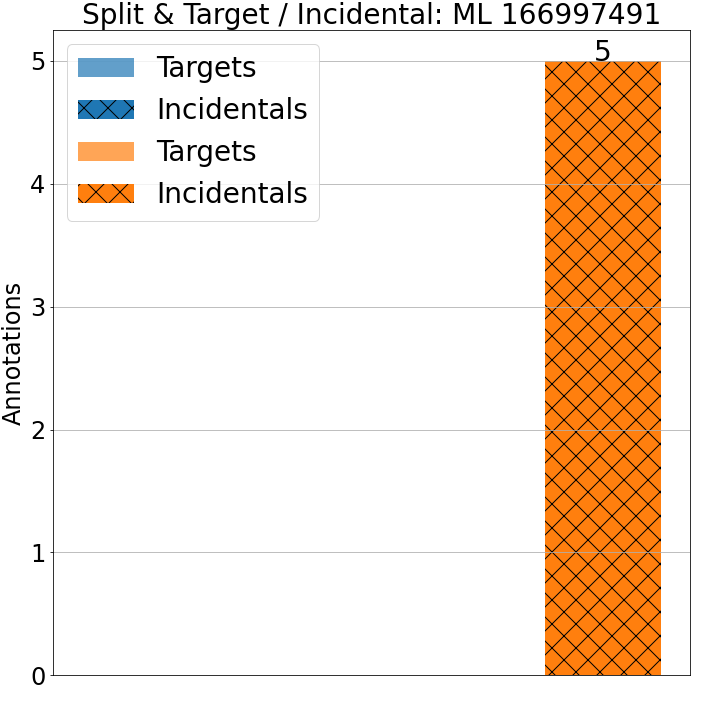 Split & Target / Incidental: ML 166997491
5
5
4
3
2
1
0
Annotations
Targets
Incidentals
Targets
Incidentals